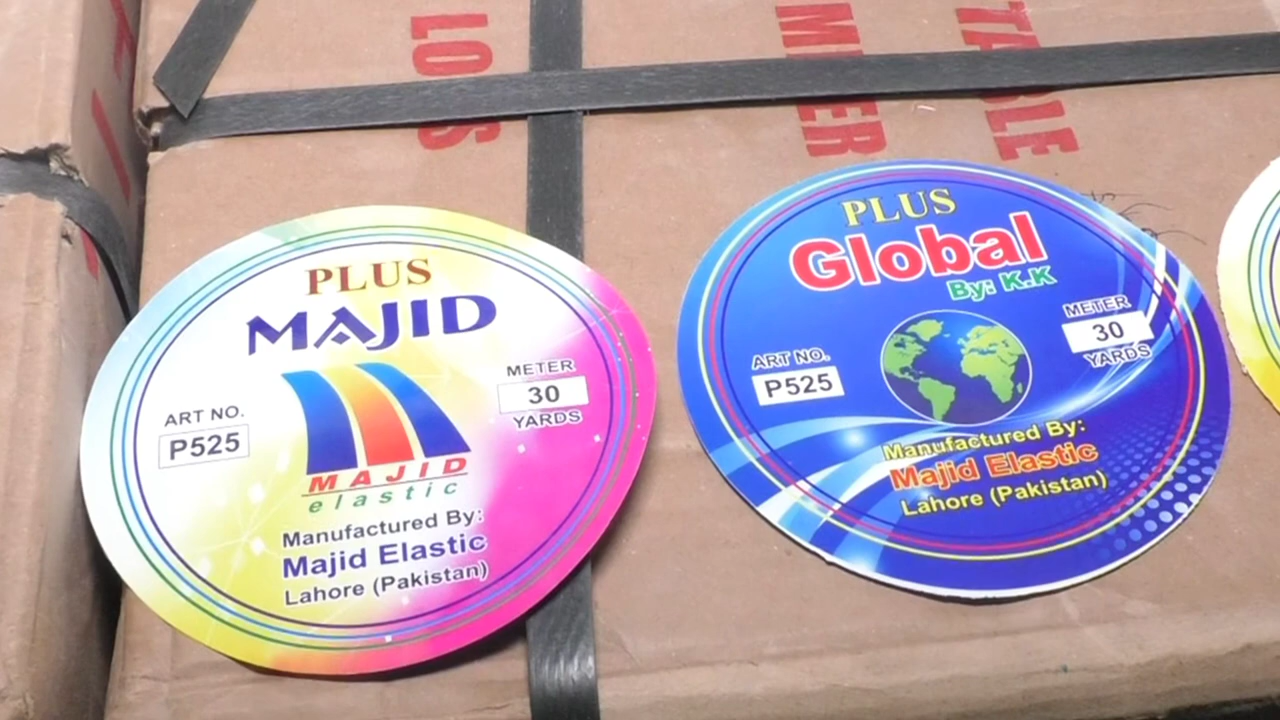 PLUS
MAJID
ART NO.
P525
METER
30
YARDS
MAJID
elastic
Manufactured By:
Majid Elastic
Lahore (Pakistan)
PLUS
Global
By: K.K
ART NO.
P525
METER
30
YARDS
Manufactured By:
Majid Elastic
Lahore (Pakistan)